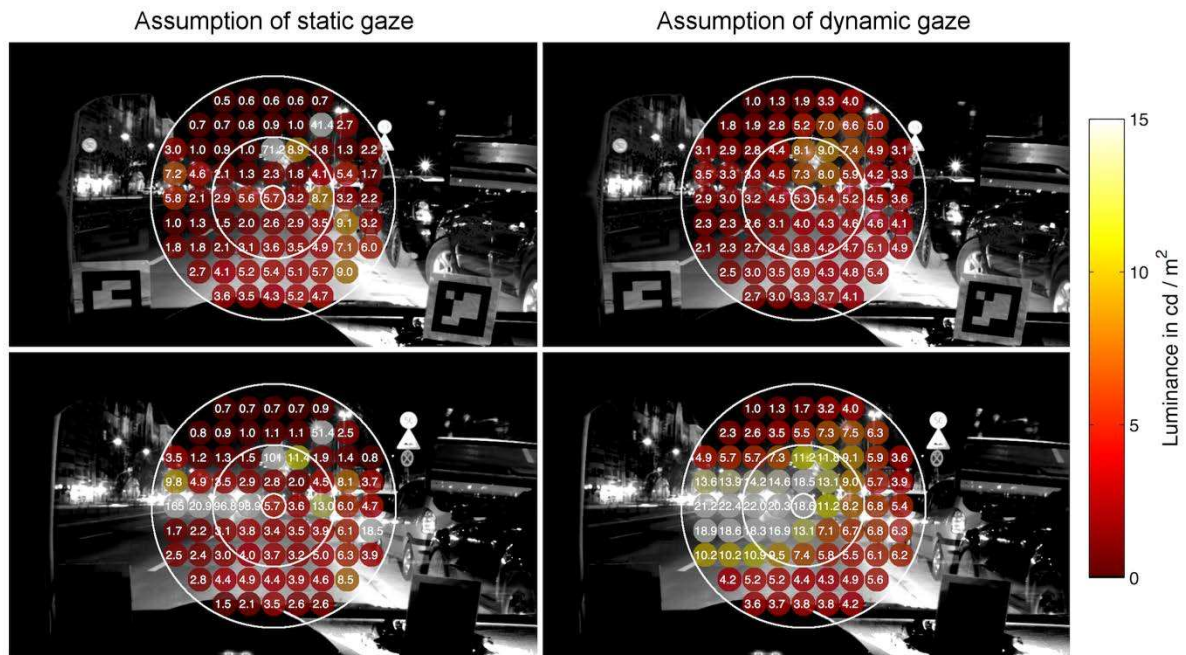 Assumption of static gaze
Assumption of dynamic gaze
0.5 0.6 0.6 0.6 0.7
0.7 0.7 0.8 0.9 1.0 41.4 2.7
3.0 1.0 0.9 1.0 71.2 8.9 1.8 1.3 2.2
7.2 4.6 2.1 1.3 2.3 1.8 4.1 5.4 1.7
5.8 2.1 2.9 5.6 5.7 3.2 8.7 3.2 2.2
1.0 1.3 2.0 2.6 2.9 3.5 9.1 3.2
1.8 1.8 2.1 3.1 3.6 3.5 4.9 7.1 6.0
2.7 4.1 5.2 5.4 5.1 5.7 9.0
3.6 3.5 4.3 5.2 4.7
1.0 1.3 1.9 3.3 4.0
1.8 1.9 2.8 5.2 7.0 6.6 5.0
3.1 2.9 2.8 4.4 8.1 9.0 7.4 4.9 3.1
3.5 3.3 3.3 4.5 7.3 8.0 5.9 4.2 3.3
2.9 3.0 3.2 4.5 5.3 5.4 5.2 4.5 3.6
2.3 2.3 2.6 3.1 4.0 4.3 4.6 4.6 4.1
2.1 2.3 2.7 3.4 3.8 4.2 4.7 5.1 4.9
2.5 3.0 3.5 3.9 4.3 4.8 5.4
2.7 3.0 3.3 3.7 4.1
0.7 0.7 0.7 0.7 0.9
0.8 0.9 1.0 1.1 1.1 51.4 2.5
3.5 1.2 1.3 1.5 101 11.4 1.9 1.4 0.8
9.8 4.9 3.5 2.9 2.8 2.0 4.5 8.1 3.7
165 20.9 96.8 98.9 5.7 3.6 13.0 6.0 4.7
1.7 2.2 3.1 3.8 3.4 3.5 3.9 6.1 18.5
2.5 2.4 3.0 4.0 3.7 3.2 5.0 6.3 3.9
2.8 4.4 4.9 4.4 3.9 4.6 8.5
1.5 2.1 3.5 2.6 2.6
1.0 1.3 1.7 3.2 4.0
2.3 2.6 3.5 5.5 7.3 7.5 6.3
4.9 5.7 5.7 7.3 11.2 11.8 9.1 5.9 3.6
13.6 13.9 14.2 14.6 18.5 13.1 9.0 5.7 3.9
21.2 22.4 22.0 20.3 18.6 11.2 8.2 6.8 5.4
18.9 18.6 18.3 16.9 13.1 7.1 6.7 6.8 6.3
10.2 10.2 10.9 9.5 7.4 5.8 5.5 6.1 6.2
4.2 5.2 5.2 4.4 4.3 4.9 5.6
3.6 3.7 3.8 3.8 4.2
15
10
5
0
Luminance in cd / m²